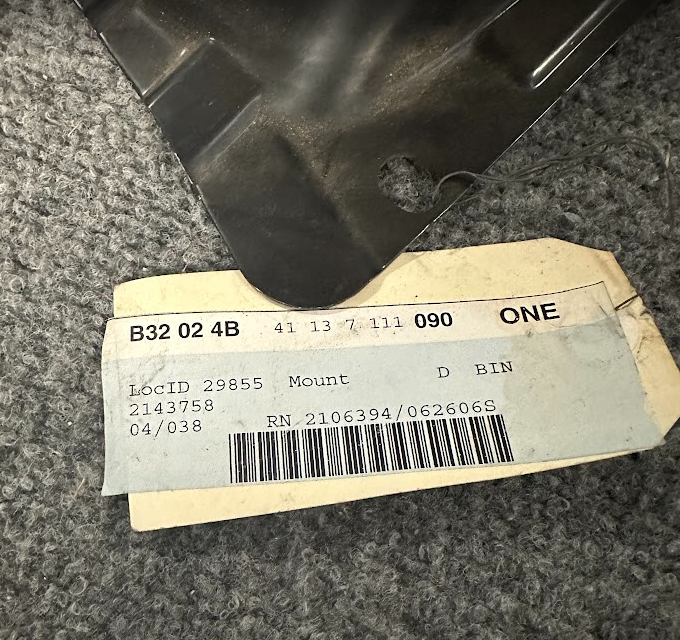 B32 02 4B 41 13 7 111 090 ONE
LocID 29855 Mount D BIN
2143758
04/038 RN 2106394/062606S